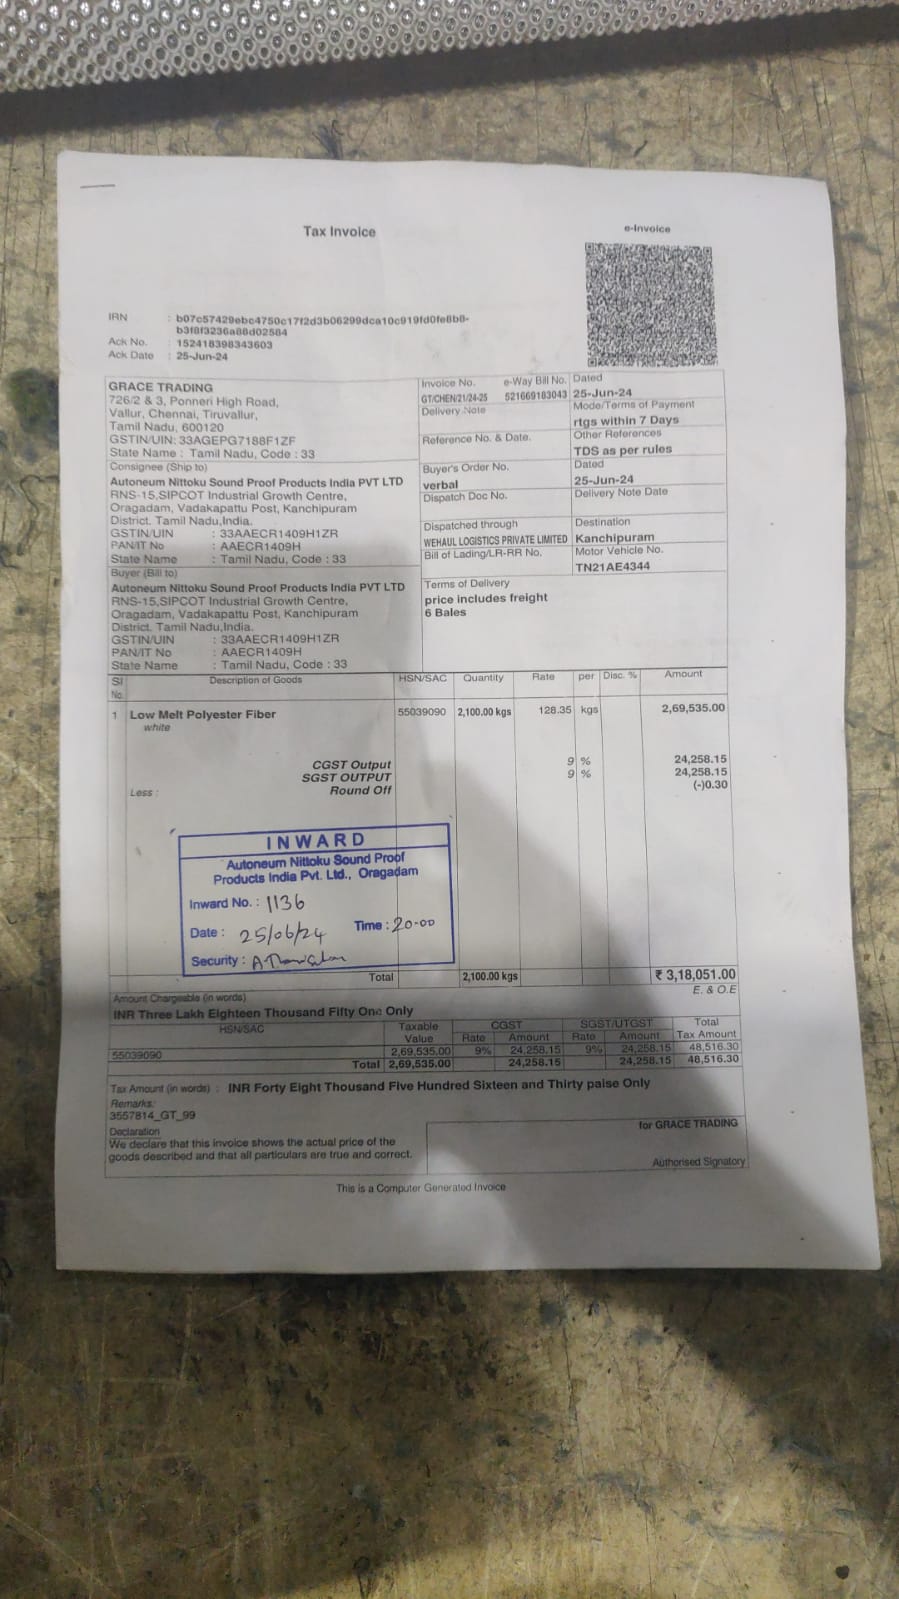 Tax Invoice
e-Invoice
IRN : b07c57429ebc4750c17f2d3b06299dca10c919fd0fe8b8-
b3f8f3236a88d02584
Ack No. : 152418398343603
Ack Date : 25-Jun-24
GRACE TRADING
726/2 & 3, Ponneri High Road,
Vallur, Chennai, Tiruvallur,
Tamil Nadu, 600120
GSTIN/UIN: 33AGEPG7188F1ZF
State Name : Tamil Nadu, Code : 33
Consignee (Ship to)
Autoneum Nittoku Sound Proof Products India PVT LTD
RNS-15,SIPCOT Industrial Growth Centre,
Oragadam, Vadakapattu Post, Kanchipuram
District. Tamil Nadu,India.
GSTIN/UIN : 33AAECR1409H1ZR
PAN/IT No : AAECR1409H
State Name : Tamil Nadu, Code : 33
Buyer (Bill to)
Autoneum Nittoku Sound Proof Products India PVT LTD
RNS-15,SIPCOT Industrial Growth Centre,
Oragadam, Vadakapattu Post, Kanchipuram
District. Tamil Nadu,India.
GSTIN/UIN : 33AAECR1409H1ZR
PAN/IT No : AAECR1409H
State Name : Tamil Nadu, Code : 33
Invoice No. e-Way Bill No. Dated
GT/CHEN/21/24-25 521669183043 25-Jun-24
Delivery Note Mode/Terms of Payment
rtgs within 7 Days
Reference No. & Date. Other References
TDS as per rules
Buyer's Order No. Dated
verbal 25-Jun-24
Dispatch Doc No. Delivery Note Date
Dispatched through Destination
WEHAUL LOGISTICS PRIVATE LIMITED Kanchipuram
Bill of Lading/LR-RR No. Motor Vehicle No.
TN21AE4344
Terms of Delivery
price includes freight
6 Bales
Sl No. Description of Goods HSN/SAC Quantity Rate per Disc. % Amount
1 Low Melt Polyester Fiber 55039090 2,100.00 kgs 128.35 kgs 2,69,535.00
white
CGST Output 9 % 24,258.15
SGST OUTPUT 9 % 24,258.15
Less : Round Off (-)0.30
INWARD
Autoneum Nittoku Sound Proof
Products India Pvt. Ltd., Oragadam
Inward No. : 1136
Date : 25/06/24 Time : 20-00
Security :
Total 2,100.00 kgs ₹ 3,18,051.00
Amount Chargeable (in words) E. & O.E
INR Three Lakh Eighteen Thousand Fifty One Only
HSN/SAC Taxable Value CGST SGST/UTGST Total Tax Amount
Rate Amount Rate Amount
55039090 2,69,535.00 9% 24,258.15 9% 24,258.15 48,516.30
Total 2,69,535.00 24,258.15 24,258.15 48,516.30
Tax Amount (in words) : INR Forty Eight Thousand Five Hundred Sixteen and Thirty paise Only
Remarks:
3557814_GT_99
Declaration
We declare that this invoice shows the actual price of the
goods described and that all particulars are true and correct.
for GRACE TRADING
Authorised Signatory
This is a Computer Generated Invoice